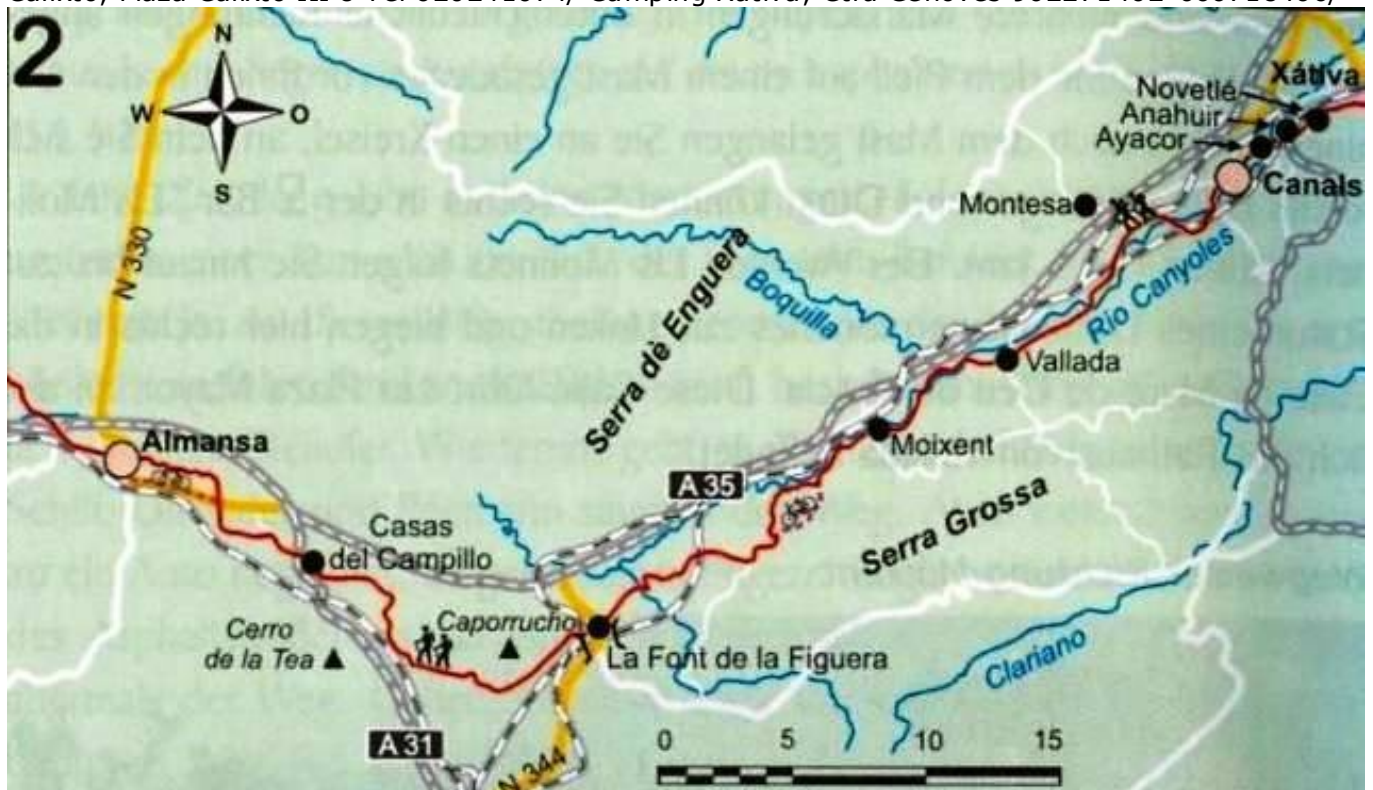 2
N
W
O
S
N 330
Xátiva
Novetlé
Anahuir
Ayacor
Canals
Montesa
Serra dè Enguera
Boquilla
Rio Canyoles
Vallada
Almansa
Moixent
A 35
Serra Grossa
Casas
del Campillo
Cerro
de la Tea
Caporrucho
La Font de la Figuera
Clariano
A 31
N 344
0 5 10 15